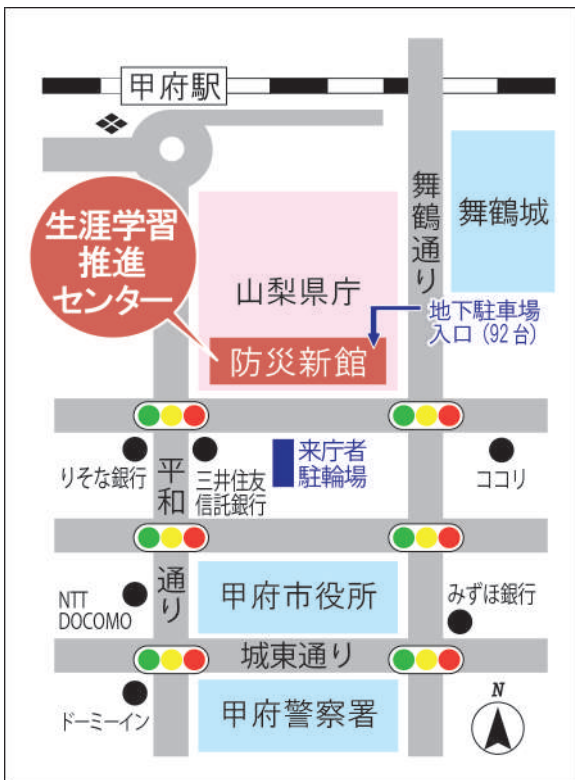 甲府駅
生涯学習
推進
センター
山梨県庁
防災新館
舞鶴通り
舞鶴城
地下駐車場
入口（92台）
りそな銀行
平和
通り
三井住友
信託銀行
来庁者
駐輪場
ココリ
NTT
DOCOMO
甲府市役所
みずほ銀行
城東通り
ドーミーイン
甲府警察署
N